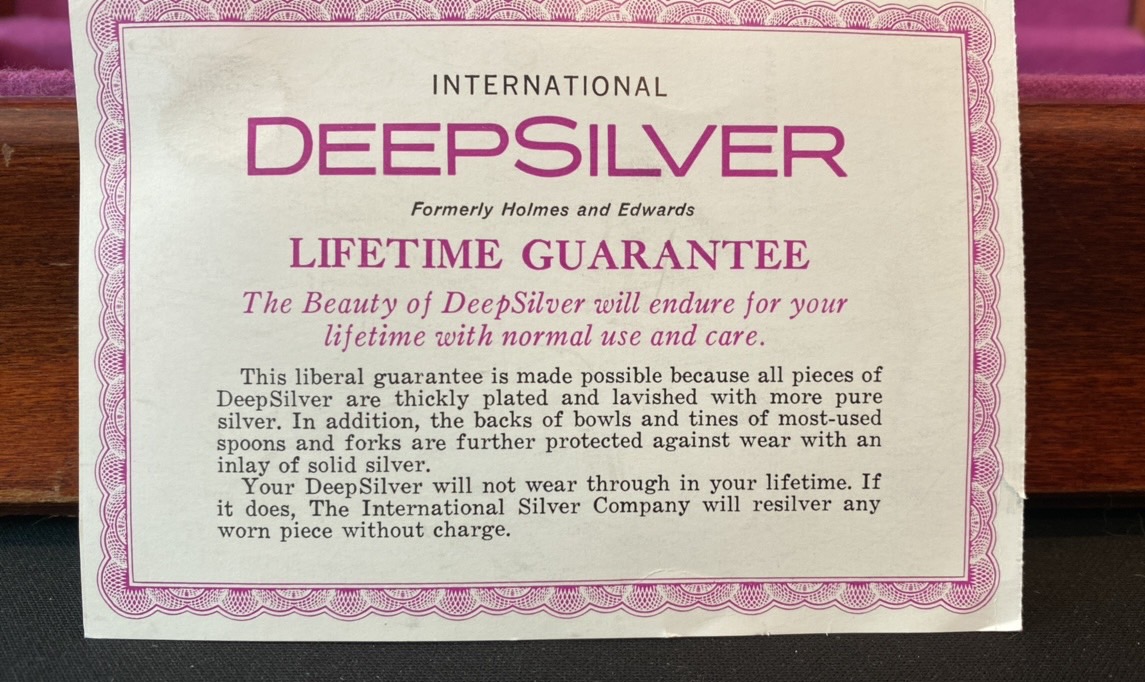 INTERNATIONAL
DEEPSILVER
Formerly Holmes and Edwards
LIFETIME GUARANTEE
The Beauty of DeepSilver will endure for your
lifetime with normal use and care.
This liberal guarantee is made possible because all pieces of
DeepSilver are thickly plated and lavished with more pure
silver. In addition, the backs of bowls and tines of most-used
spoons and forks are further protected against wear with an
inlay of solid silver.
Your DeepSilver will not wear through in your lifetime. If
it does, The International Silver Company will resilver any
worn piece without charge.